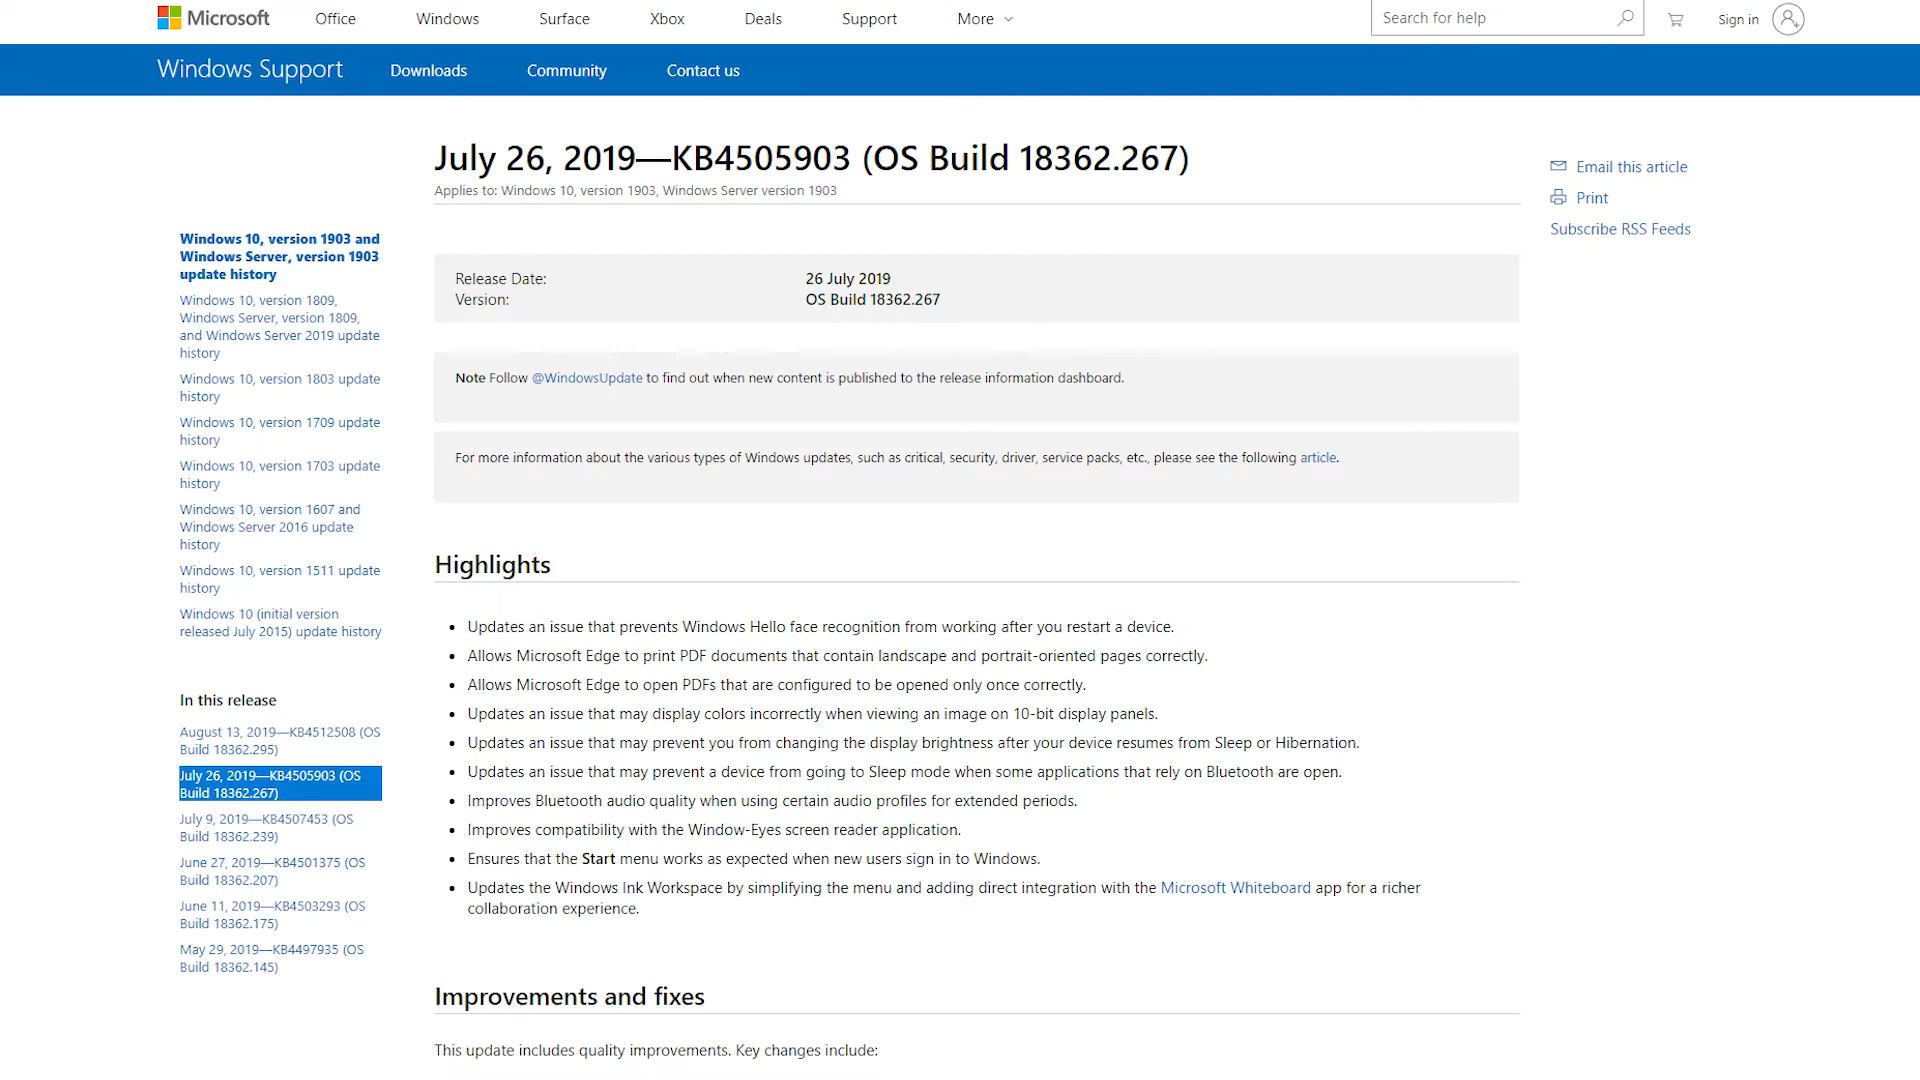 Microsoft Office Windows Surface Xbox Deals Support More Search for help Sign in
Windows Support Downloads Community Contact us
July 26, 2019—KB4505903 (OS Build 18362.267)
Applies to: Windows 10, version 1903, Windows Server version 1903
Email this article
Print
Subscribe RSS Feeds
Windows 10, version 1903 and
Windows Server, version 1903
update history
Windows 10, version 1809,
Windows Server, version 1809,
and Windows Server 2019 update
history
Windows 10, version 1803 update
history
Windows 10, version 1709 update
history
Windows 10, version 1703 update
history
Windows 10, version 1607 and
Windows Server 2016 update
history
Windows 10, version 1511 update
history
Windows 10 (initial version
released July 2015) update history
In this release
August 13, 2019—KB4512508 (OS
Build 18362.295)
July 26, 2019—KB4505903 (OS
Build 18362.267)
July 9, 2019—KB4507453 (OS
Build 18362.239)
June 27, 2019—KB4501375 (OS
Build 18362.207)
June 11, 2019—KB4503293 (OS
Build 18362.175)
May 29, 2019—KB4497935 (OS
Build 18362.145)
Release Date: 26 July 2019
Version: OS Build 18362.267
Note Follow @WindowsUpdate to find out when new content is published to the release information dashboard.
For more information about the various types of Windows updates, such as critical, security, driver, service packs, etc., please see the following article.
Highlights
• Updates an issue that prevents Windows Hello face recognition from working after you restart a device.
• Allows Microsoft Edge to print PDF documents that contain landscape and portrait-oriented pages correctly.
• Allows Microsoft Edge to open PDFs that are configured to be opened only once correctly.
• Updates an issue that may display colors incorrectly when viewing an image on 10-bit display panels.
• Updates an issue that may prevent you from changing the display brightness after your device resumes from Sleep or Hibernation.
• Updates an issue that may prevent a device from going to Sleep mode when some applications that rely on Bluetooth are open.
• Improves Bluetooth audio quality when using certain audio profiles for extended periods.
• Improves compatibility with the Window-Eyes screen reader application.
• Ensures that the Start menu works as expected when new users sign in to Windows.
• Updates the Windows Ink Workspace by simplifying the menu and adding direct integration with the Microsoft Whiteboard app for a richer
collaboration experience.
Improvements and fixes
This update includes quality improvements. Key changes include: